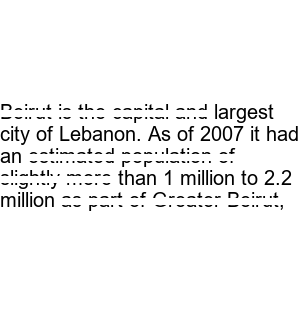 Beirut is the capital and largest
city of Lebanon. As of 2007 it had
an estimated population of
slightly more than 1 million to 2.2
million as part of Greater Beirut,